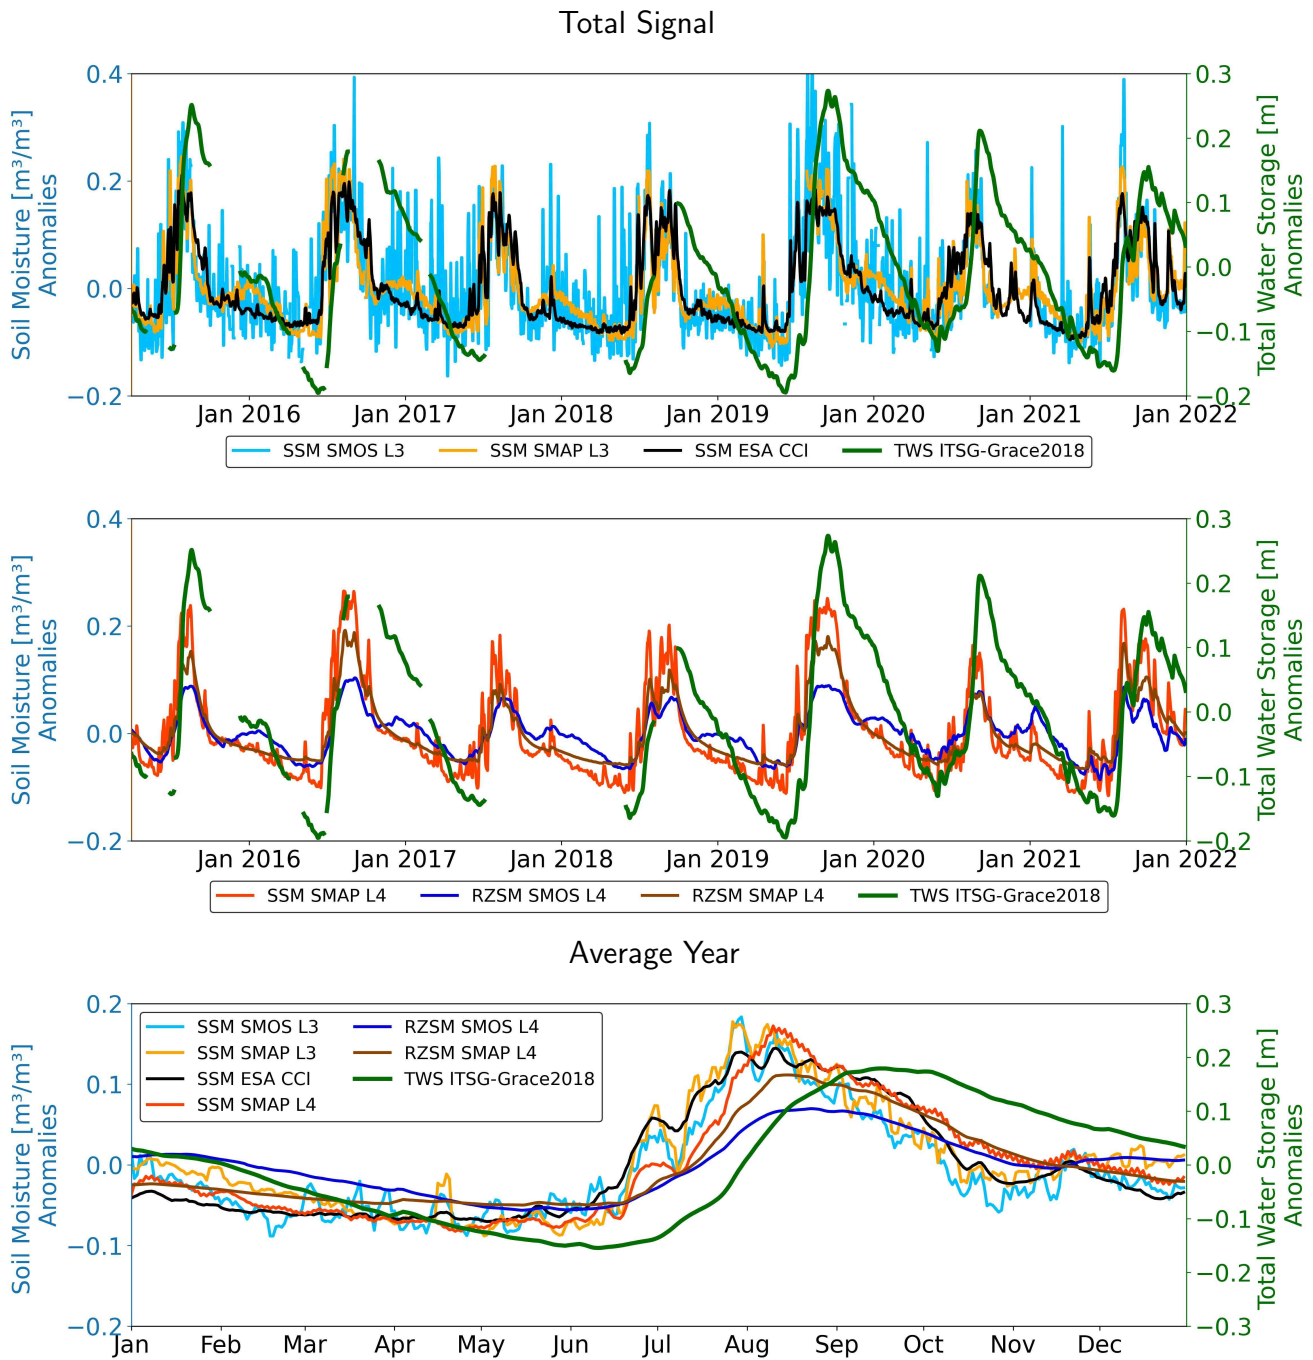 Total Signal
Soil Moisture [m³/m³]
Anomalies
0.4
0.2
0.0
−0.2
0.3
0.2
0.1
0.0
−0.1
−0.2
Total Water Storage [m]
Anomalies
Jan 2016 Jan 2017 Jan 2018 Jan 2019 Jan 2020 Jan 2021 Jan 2022
SSM SMOS L3 SSM SMAP L3 SSM ESA CCI TWS ITSG-Grace2018
Soil Moisture [m³/m³]
Anomalies
0.4
0.2
0.0
−0.2
0.3
0.2
0.1
0.0
−0.1
−0.2
Total Water Storage [m]
Anomalies
Jan 2016 Jan 2017 Jan 2018 Jan 2019 Jan 2020 Jan 2021 Jan 2022
SSM SMAP L4 RZSM SMOS L4 RZSM SMAP L4 TWS ITSG-Grace2018
Average Year
Soil Moisture [m³/m³]
Anomalies
0.2
0.1
0.0
−0.1
−0.2
SSM SMOS L3 RZSM SMOS L4
SSM SMAP L3 RZSM SMAP L4
SSM ESA CCI TWS ITSG-Grace2018
SSM SMAP L4
0.3
0.2
0.1
0.0
−0.1
−0.2
−0.3
Total Water Storage [m]
Anomalies
Jan Feb Mar Apr May Jun Jul Aug Sep Oct Nov Dec